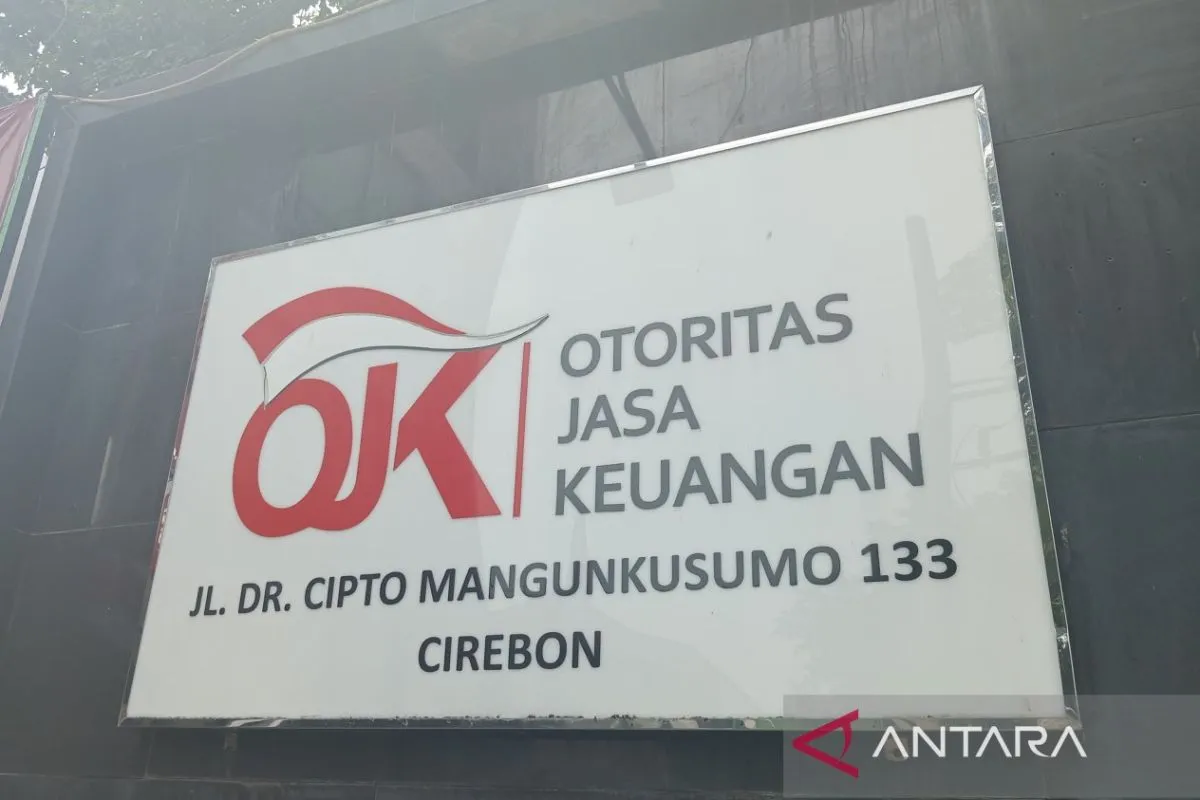 OJK
OTORITAS
JASA
KEUANGAN
JL. DR. CIPTO MANGUNKUSUMO 133
CIREBON
ANTARA